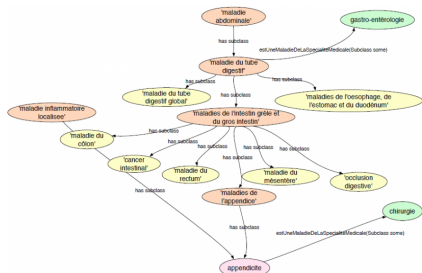 'maladie
abdominale'
gastro-entérologie
has subclass
estUneMaladieDeLaSpecialiteMedicale(Subclass some)
'maladie du tube
digestif'
has subclass
has subclass
has subclass
'maladie du tube
digestif global'
'maladies de l'oesophage, de
l'estomac et du duodénum'
'maladie inflammatoire
localisee'
'maladies de l'intestin grêle et
du gros intestin'
'maladie du
côlon'
has subclass
has subclass
has subclass
has subclass
has subclass
has subclass
'cancer
intestinal'
'maladie du
rectum'
'maladie du
mésentère'
'occlusion
digestive'
has subclass
'maladies de
l'appendice'
chirurgie
has subclass
estUneMaladieDeLaSpecialiteMedicale(Subclass some)
appendicite